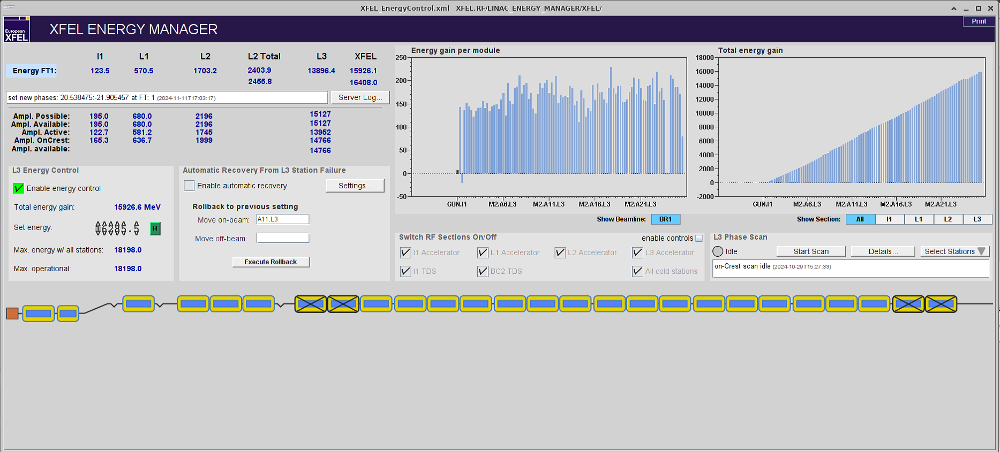 XFEL_EnergyControl.xml   XFEL.RF/LINAC_ENERGY_MANAGER/XFEL/
European
XFEL
XFEL ENERGY MANAGER
Print
I1 L1 L2 L2 Total L3 XFEL
Energy FT1: 123.5 570.5 1703.2 2403.9 13896.4 15926.1
2455.8 16408.0
set new phases: 20.538475:-21.905457 at FT: 1 (2024-11-11T17:03:17)
Server Log...
Ampl. Possible: 195.0 680.0 2196 15127
Ampl. Available: 195.0 680.0 2196 15127
Ampl. Active: 122.7 581.2 1745 13952
Ampl. OnCrest: 165.3 636.7 1999 14766
Ampl. available: 14766
Energy gain per module
250
200
150
100
50
0
-50
GUN.I1 M2.A6.L3 M2.A11.L3 M2.A16.L3 M2.A21.L3
Show Beamline: BR1
Total energy gain
18000
16000
14000
12000
10000
8000
6000
4000
2000
0
-2000
GUN.I1 M2.A6.L3 M2.A11.L3 M2.A16.L3 M2.A21.L3
Show Section: All I1 L1 L2 L3
L3 Energy Control
Enable energy control
Total energy gain: 15926.6 MeV
Set energy: 16285.5 H
Max. energy w/ all stations: 18198.0
Max. operational: 18198.0
Automatic Recovery From L3 Station Failure
Enable automatic recovery
Settings...
Rollback to previous setting
Move on-beam: A11.L3
Move off-beam:
Execute Rollback
Switch RF Sections On/Off
enable controls
I1 Accelerator L1 Accelerator L2 Accelerator L3 Accelerator
I1 TDS BC2 TDS All cold stations
L3 Phase Scan
Idle Start Scan Details... Select Stations
on-Crest scan idle (2024-10-29T15:27:33)